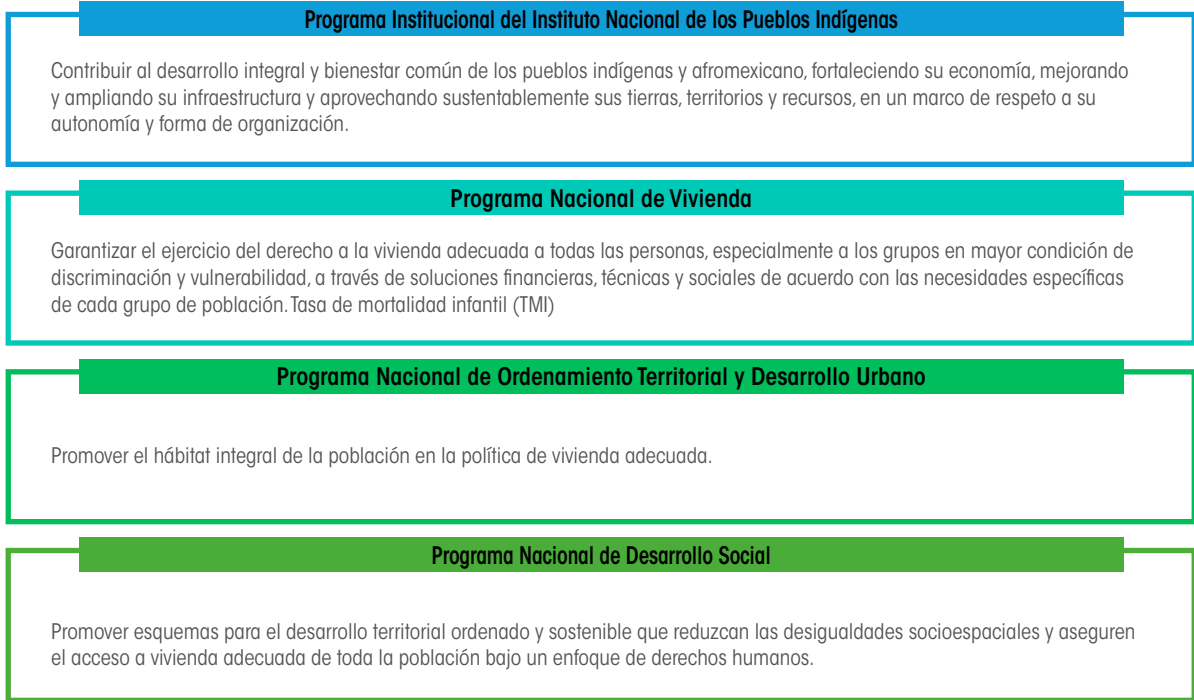 Programa Institucional del Instituto Nacional de los Pueblos Indígenas
Contribuir al desarrollo integral y bienestar común de los pueblos indígenas y afromexicano, fortaleciendo su economía, mejorando
y ampliando su infraestructura y aprovechando sustentablemente sus tierras, territorios y recursos, en un marco de respeto a su
autonomía y forma de organización.
Programa Nacional de Vivienda
Garantizar el ejercicio del derecho a la vivienda adecuada a todas las personas, especialmente a los grupos en mayor condición de
discriminación y vulnerabilidad, a través de soluciones financieras, técnicas y sociales de acuerdo con las necesidades específicas
de cada grupo de población. Tasa de mortalidad infantil (TMI)
Programa Nacional de Ordenamiento Territorial y Desarrollo Urbano
Promover el hábitat integral de la población en la política de vivienda adecuada.
Programa Nacional de Desarrollo Social
Promover esquemas para el desarrollo territorial ordenado y sostenible que reduzcan las desigualdades socioespaciales y aseguren
el acceso a vivienda adecuada de toda la población bajo un enfoque de derechos humanos.